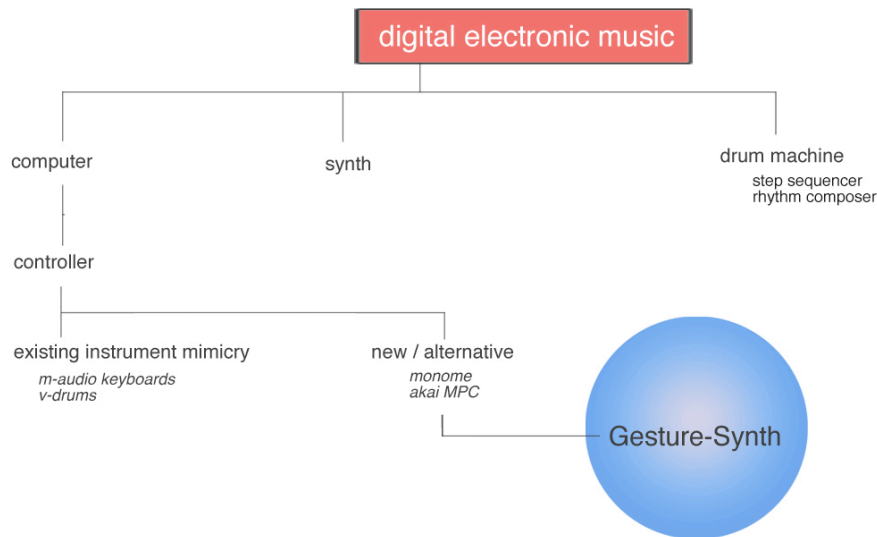 digital electronic music
computer
synth
drum machine
step sequencer
rhythm composer
controller
existing instrument mimicry
m-audio keyboards
v-drums
new / alternative
monome
akai MPC
Gesture-Synth